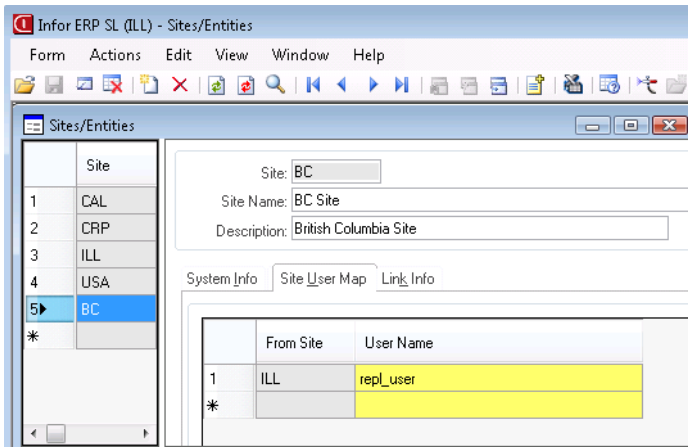 Infor ERP SL (ILL) - Sites/Entities
Form Actions Edit View Window Help
Sites/Entities
Site
1 CAL
2 CRP
3 ILL
4 USA
5 BC
*
Site: BC
Site Name: BC Site
Description: British Columbia Site
System Info Site User Map Link Info
From Site User Name
1 ILL repl_user
*